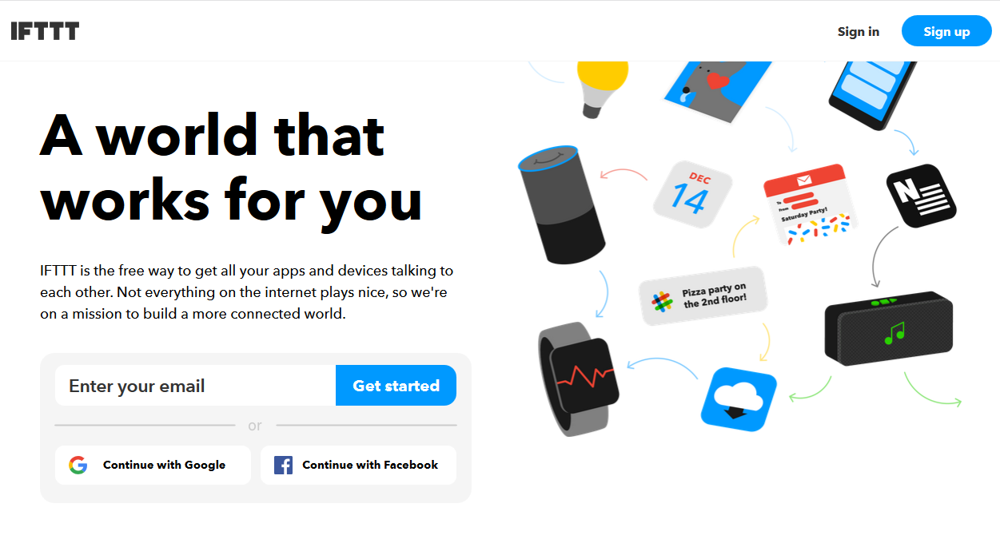 IFTTT
Sign in
Sign up
A world that
works for you
IFTTT is the free way to get all your apps and devices talking to
each other. Not everything on the internet plays nice, so we're
on a mission to build a more connected world.
Enter your email
Get started
or
Continue with Google
Continue with Facebook
DEC
14
To
From
Saturday Party!
N
Pizza party on
the 2nd floor!